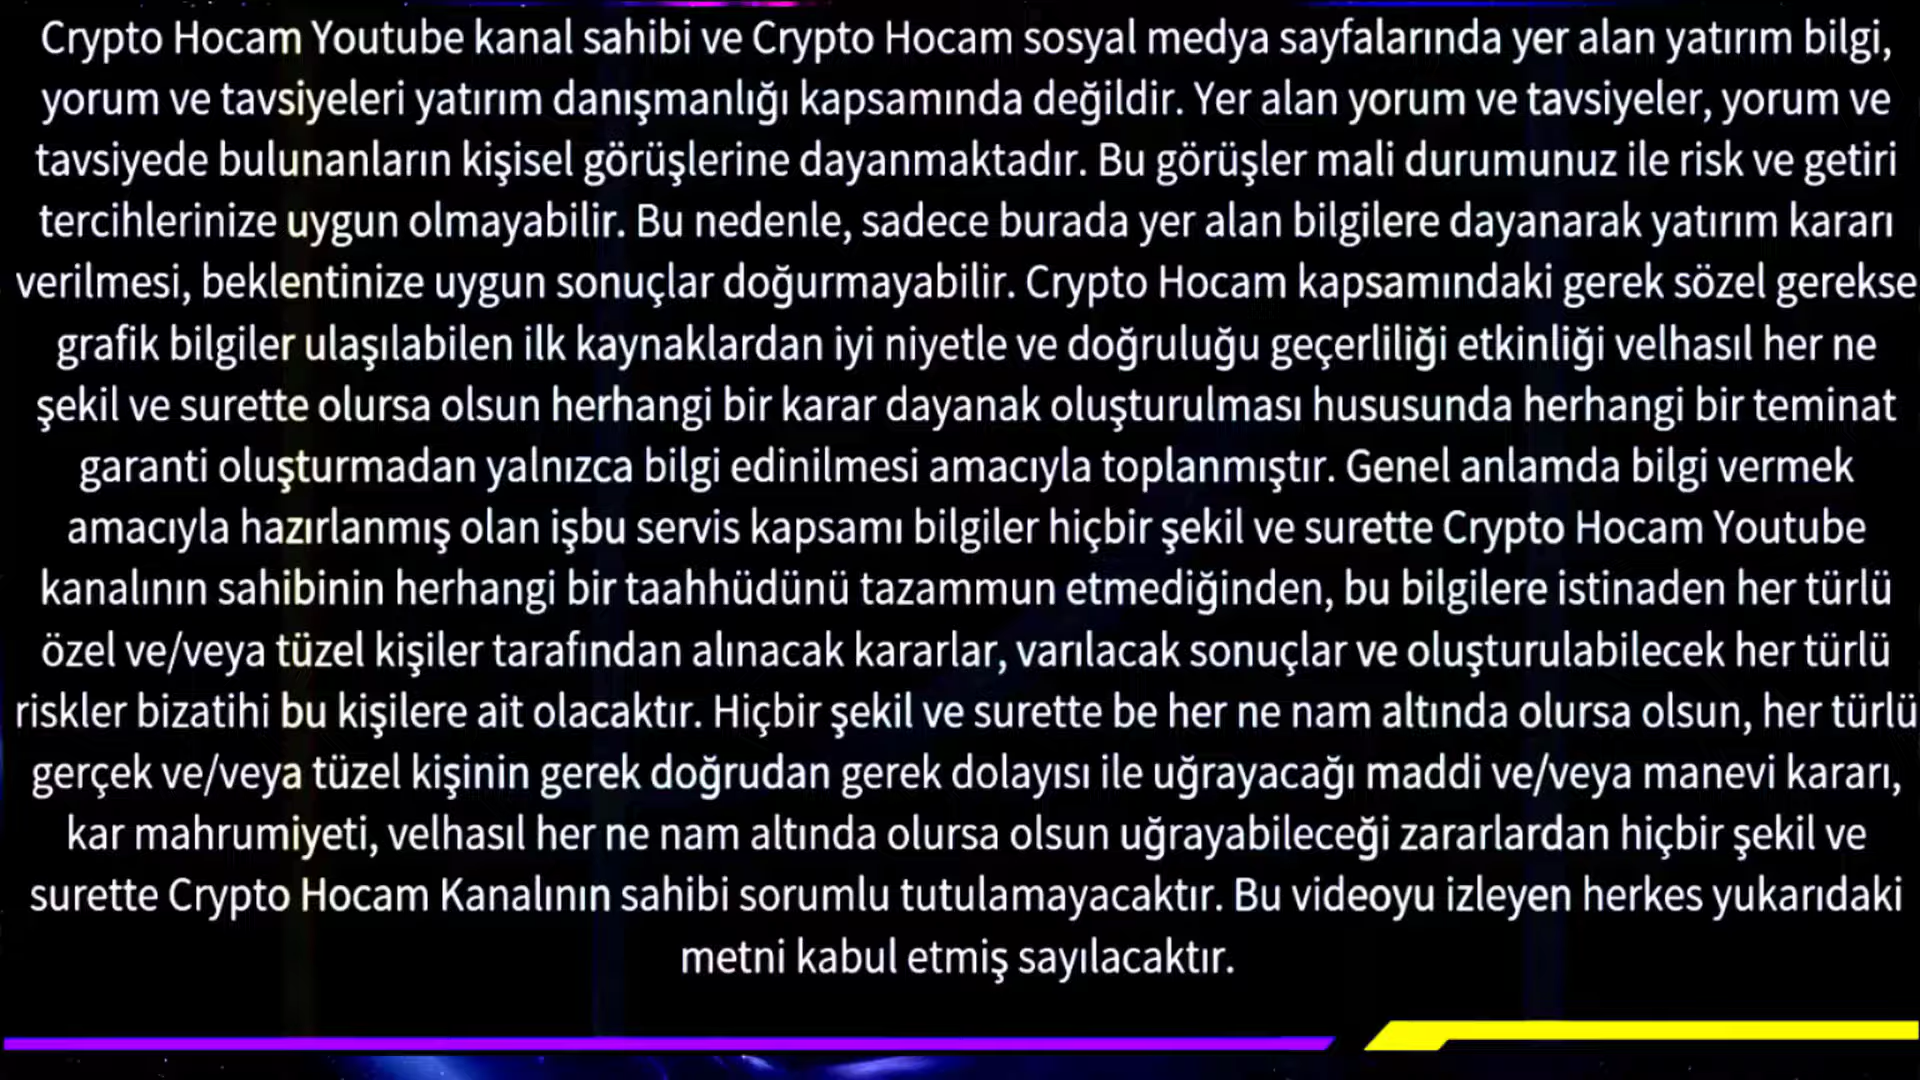 Crypto Hocam Youtube kanal sahibi ve Crypto Hocam sosyal medya sayfalarında yer alan yatırım bilgi,
yorum ve tavsiyeleri yatırım danışmanlığı kapsamında değildir. Yer alan yorum ve tavsiyeler, yorum ve
tavsiyede bulunanların kişisel görüşlerine dayanmaktadır. Bu görüşler mali durumunuz ile risk ve getiri
tercihlerinize uygun olmayabilir. Bu nedenle, sadece burada yer alan bilgilere dayanarak yatırım kararı
verilmesi, beklentinize uygun sonuçlar doğurmayabilir. Crypto Hocam kapsamındaki gerek sözel gerekse
grafik bilgiler ulaşılabilen ilk kaynaklardan iyi niyetle ve doğruluğu geçerliliği etkinliği velhasıl her ne
şekil ve surette olursa olsun herhangi bir karar dayanak oluşturulması hususunda herhangi bir teminat
garanti oluşturmadan yalnızca bilgi edinilmesi amacıyla toplanmıştır. Genel anlamda bilgi vermek
amacıyla hazırlanmış olan işbu servis kapsamı bilgiler hiçbir şekil ve surette Crypto Hocam Youtube
kanalının sahibinin herhangi bir taahhüdünü tazammun etmediğinden, bu bilgilere istinaden her türlü
özel ve/veya tüzel kişiler tarafından alınacak kararlar, varılacak sonuçlar ve oluşturulabilecek her türlü
riskler bizatihi bu kişilere ait olacaktır. Hiçbir şekil ve surette be her ne nam altında olursa olsun, her türlü
gerçek ve/veya tüzel kişinin gerek doğrudan gerek dolayısı ile uğrayacağı maddi ve/veya manevi kararı,
kar mahrumiyeti, velhasıl her ne nam altında olursa olsun uğrayabileceği zararlardan hiçbir şekil ve
surette Crypto Hocam Kanalının sahibi sorumlu tutulamayacaktır. Bu videoyu izleyen herkes yukarıdaki
metni kabul etmiş sayılacaktır.